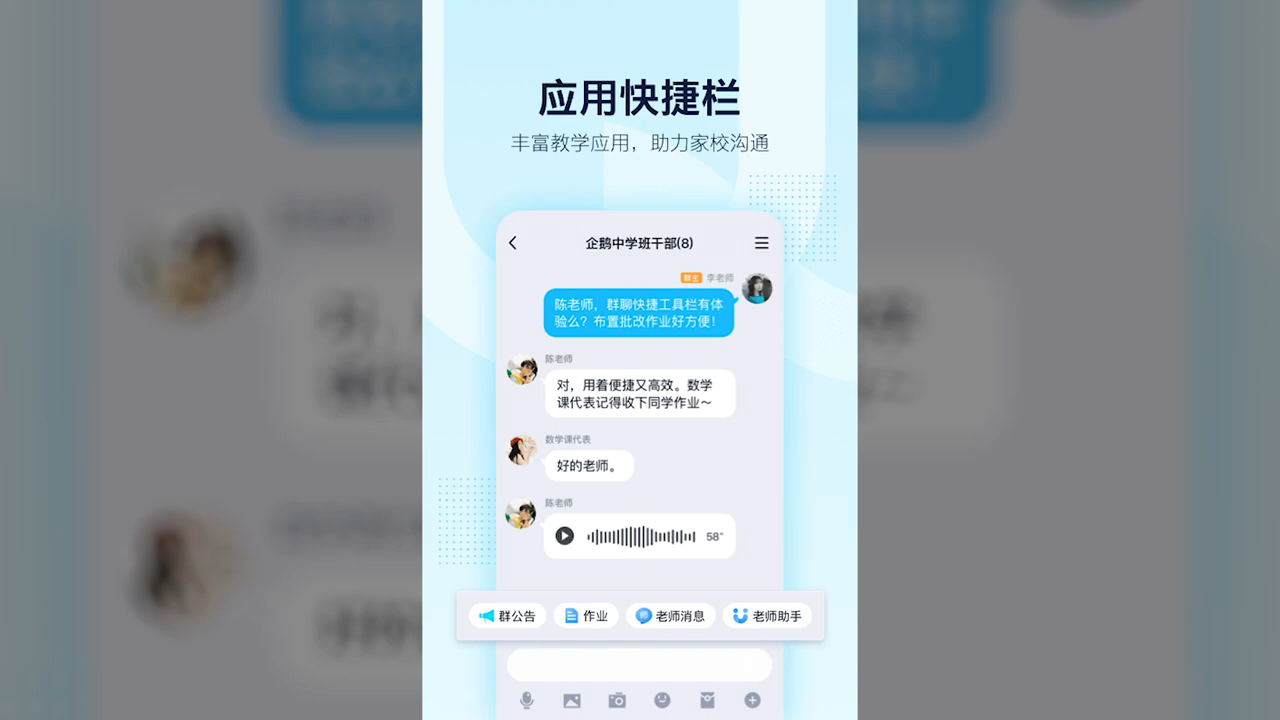 应用快捷栏
丰富教学应用，助力家校沟通
企鹅中学班干部(8)
群主 李老师
陈老师，群聊快捷工具栏有体
验么？布置批改作业好方便！
陈老师
对，用着便捷又高效。数学
课代表记得收下同学作业～
数学课代表
好的老师。
陈老师
58"
群公告 作业 老师消息 老师助手